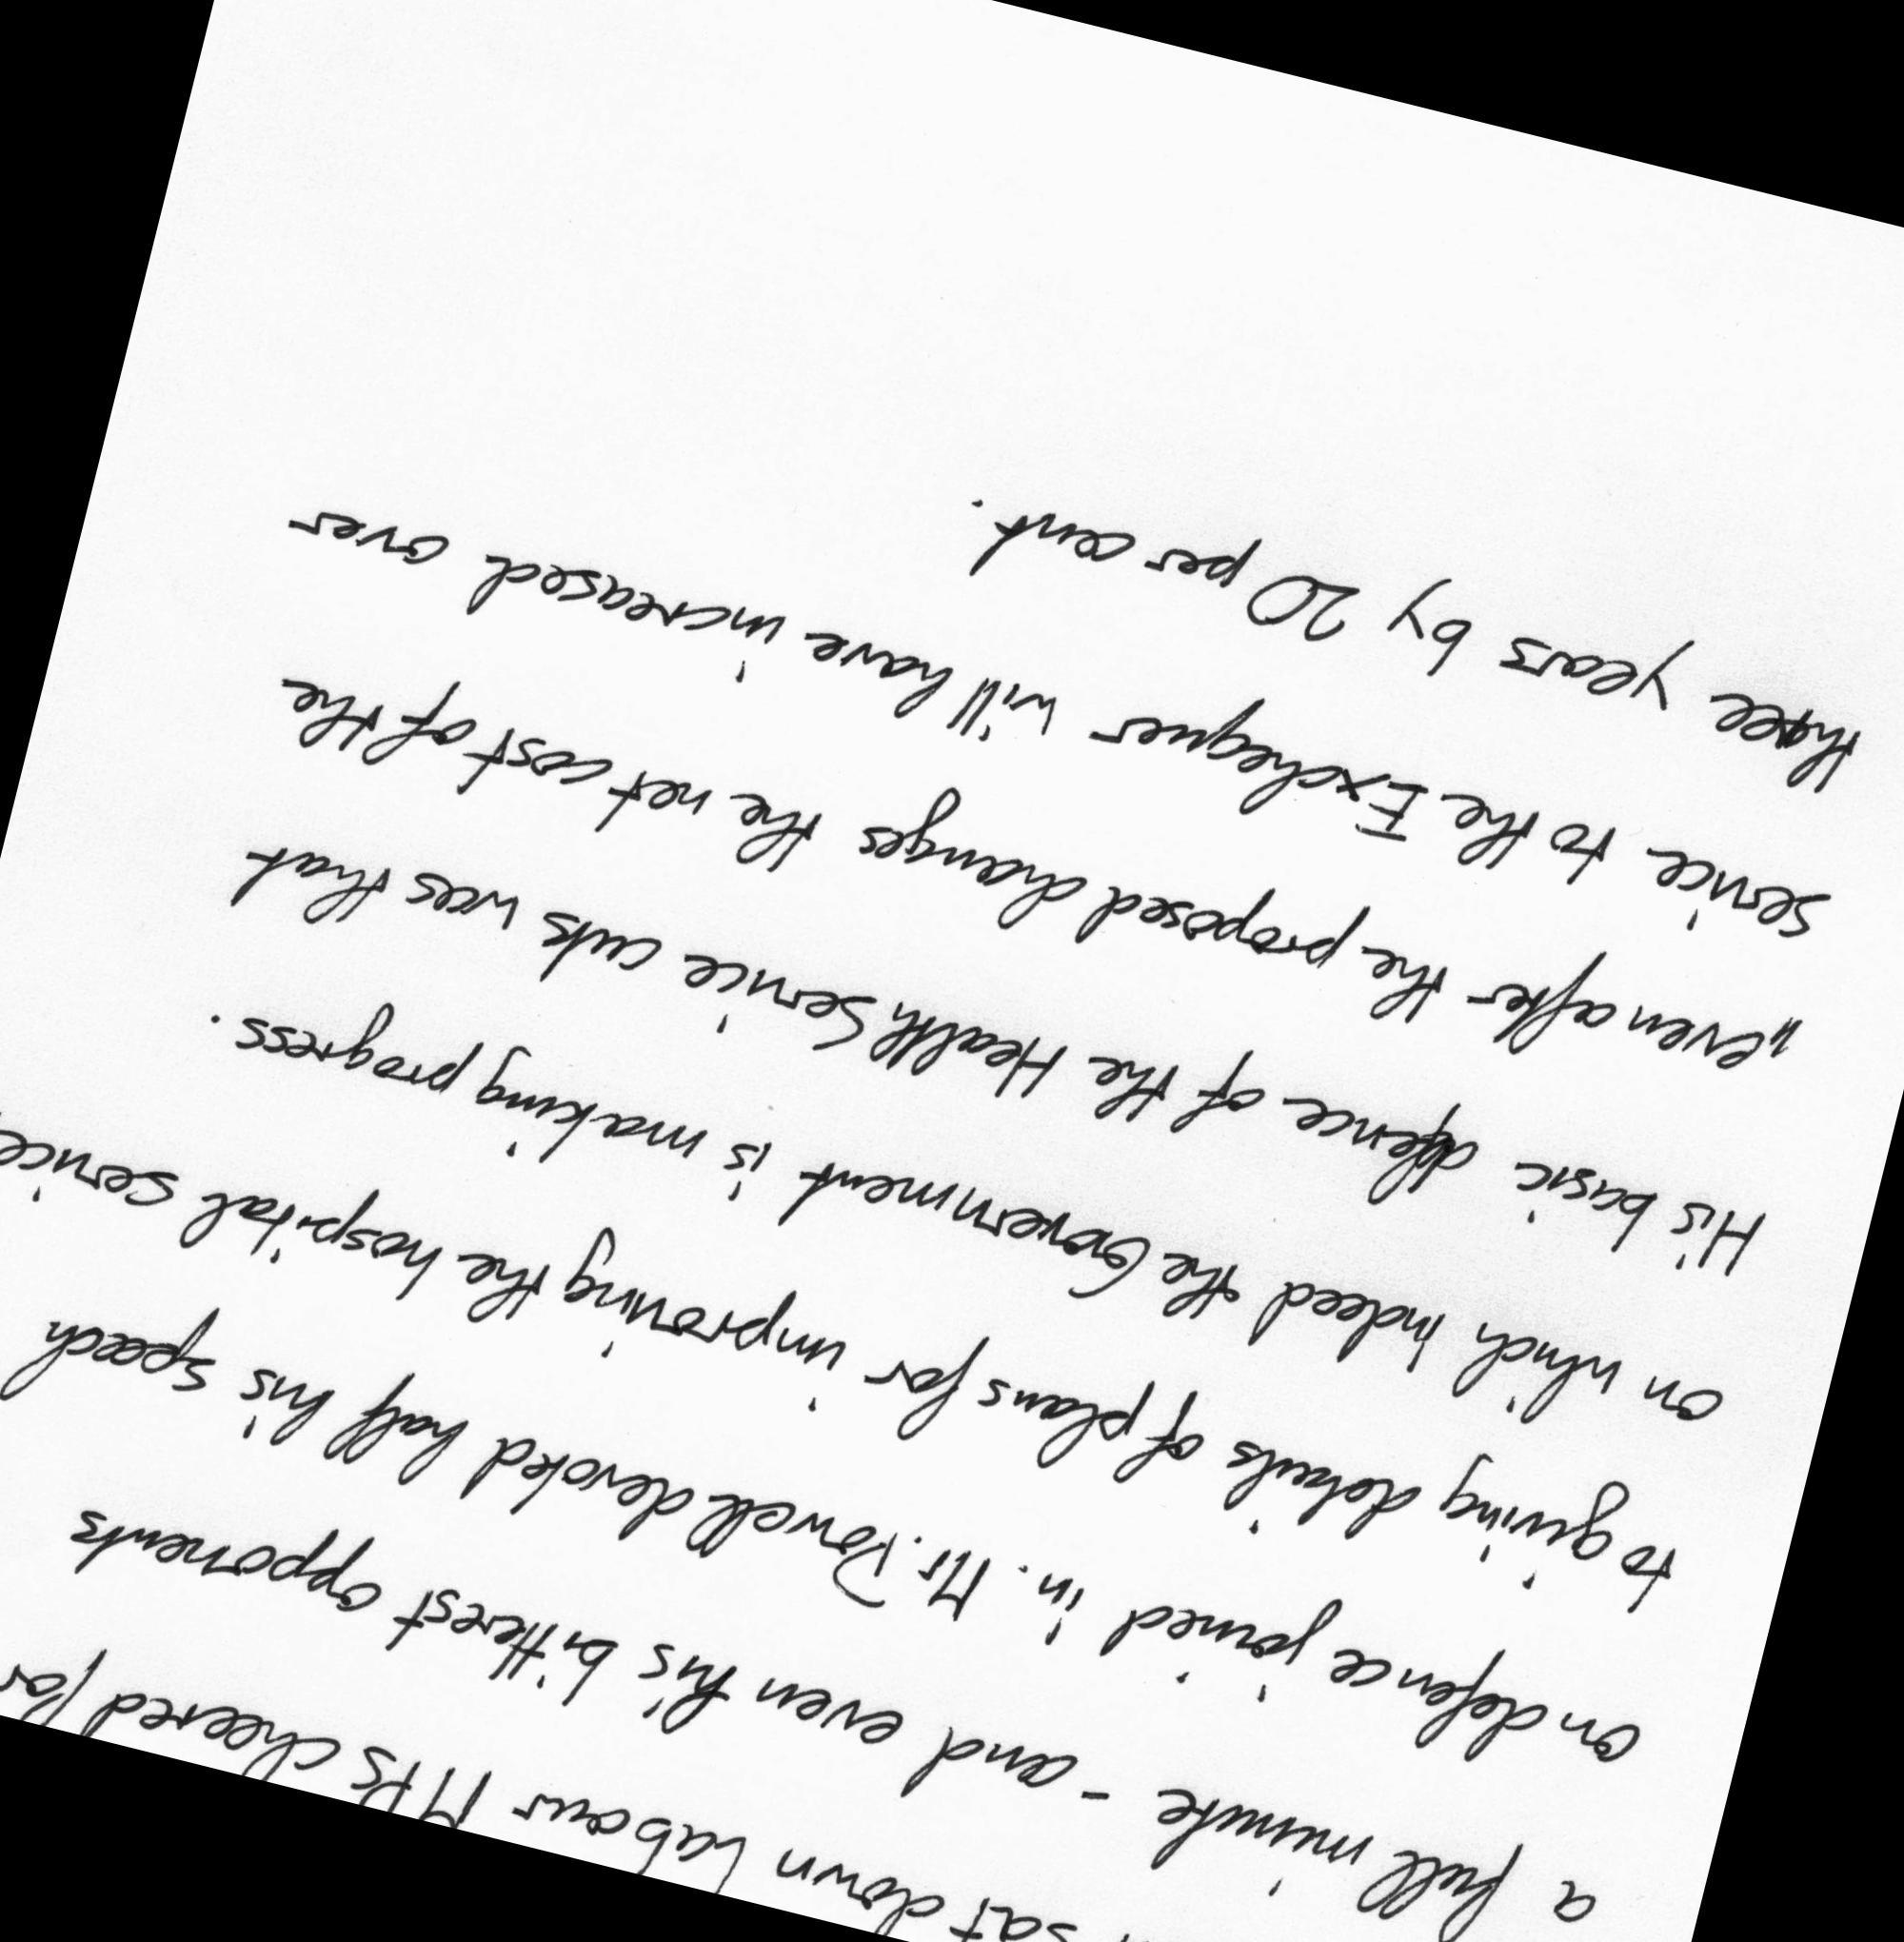 sat down Labour MPs cheered for
a full minute - and even his bitterest opponents
on defence joined in. Mr. Powell devoted half his speech
to giving details of plans for improving the hospital service
on which indeed the Government is making progress.
His basic dfence of the Health Service cuts was that
"even after the proposed changes the net cost of the
service to the Exchequer will have increased over
three years by 20 per cent.